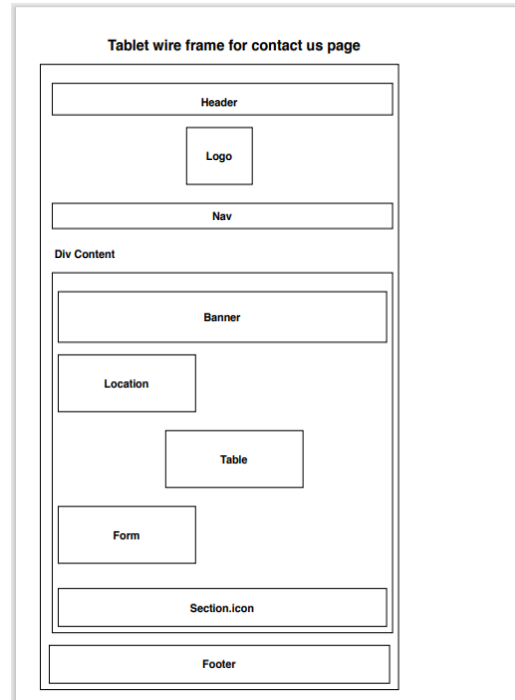 Tablet wire frame for contact us page
Header
Logo
Nav
Div Content
Banner
Location
Table
Form
Section.icon
Footer